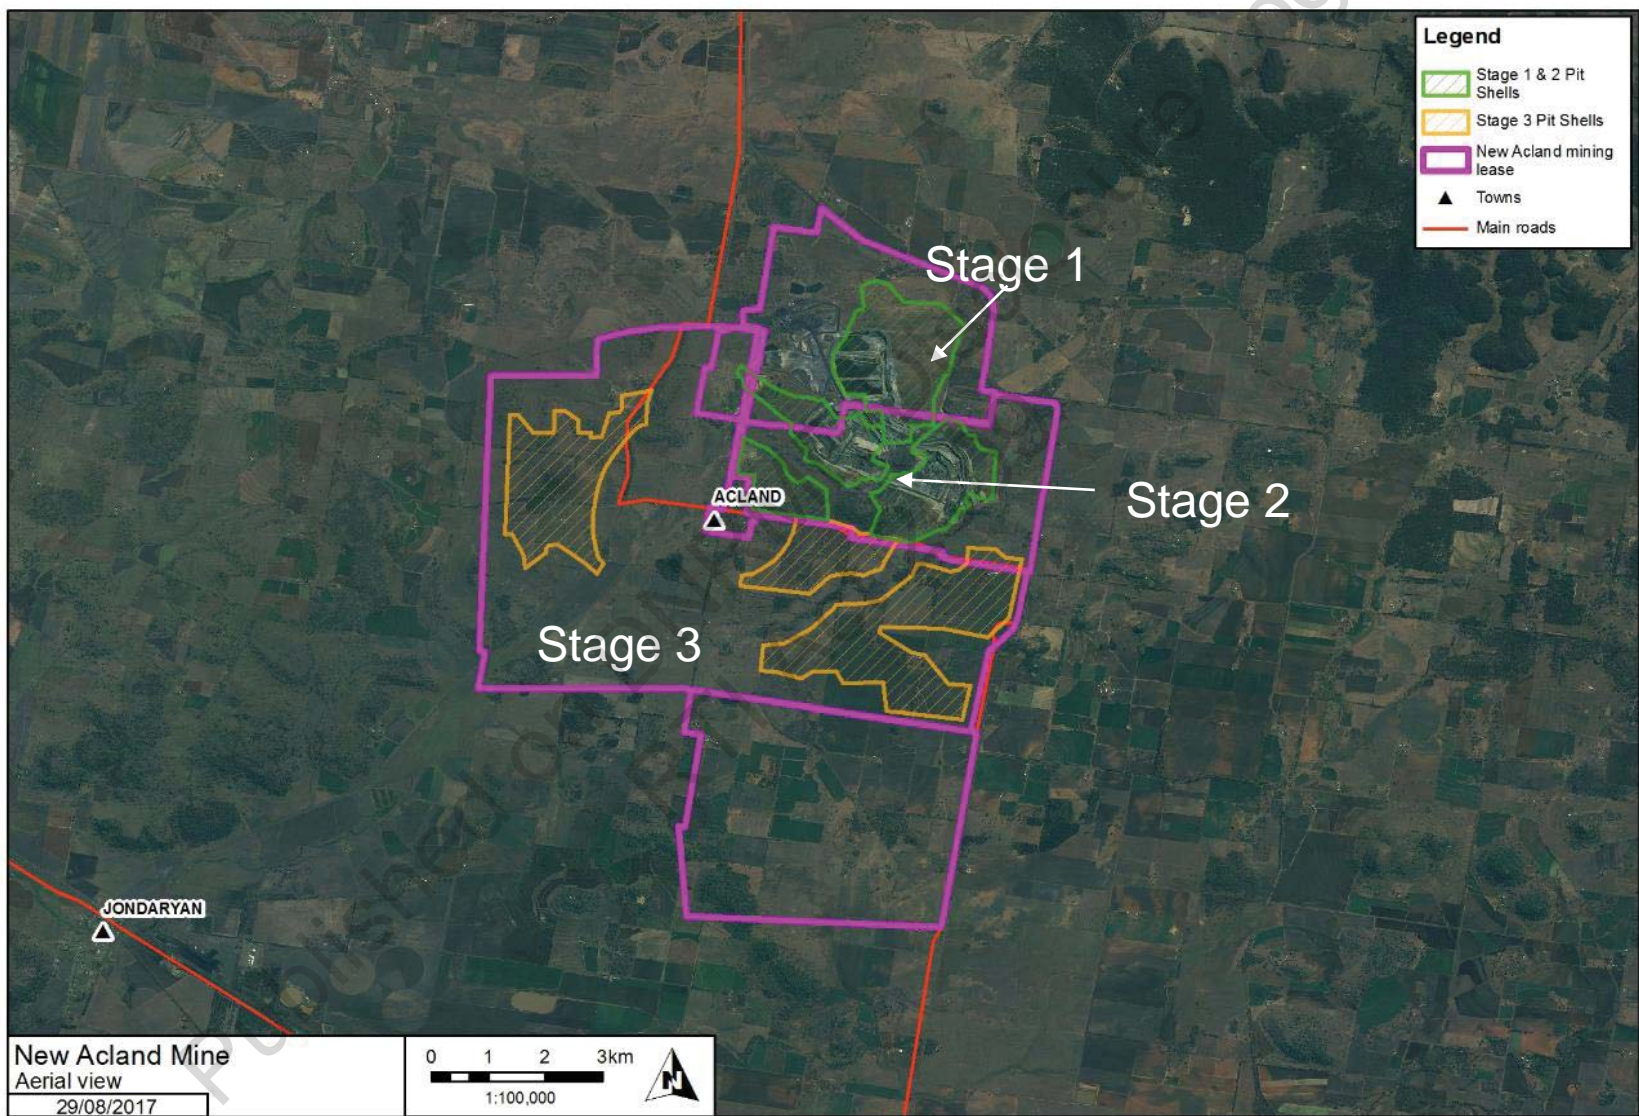 Legend
Stage 1 & 2 Pit
Shells
Stage 3 Pit Shells
New Acland mining
lease
Towns
Main roads
Stage 1
Stage 2
ACLAND
Stage 3
JONDARYAN
New Acland Mine
Aerial view
29/08/2017
0 1 2 3km
1:100,000
N
Published on